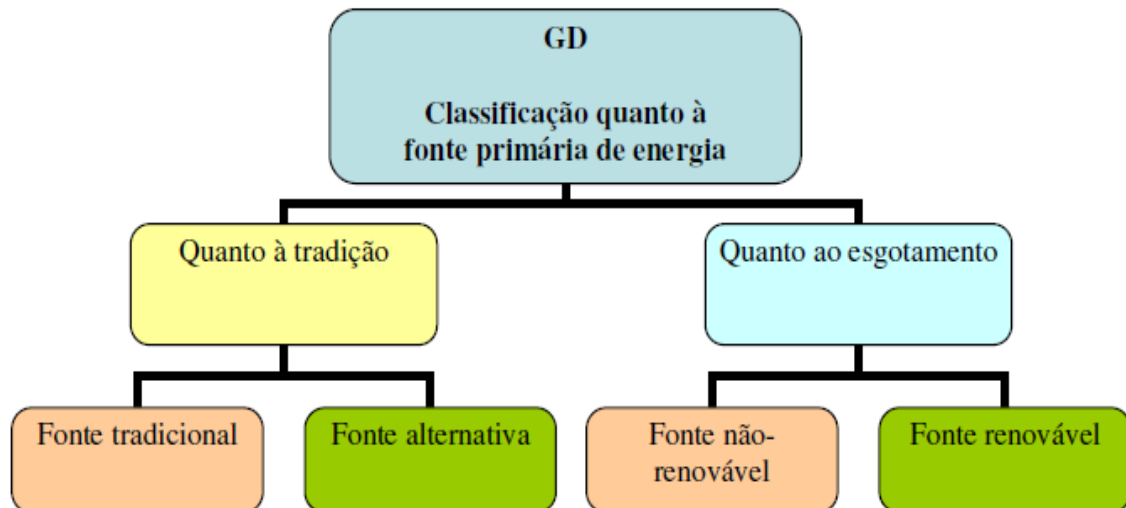 GD
Classificação quanto à
fonte primária de energia
Quanto à tradição
Quanto ao esgotamento
Fonte tradicional
Fonte alternativa
Fonte não-
renovável
Fonte renovável